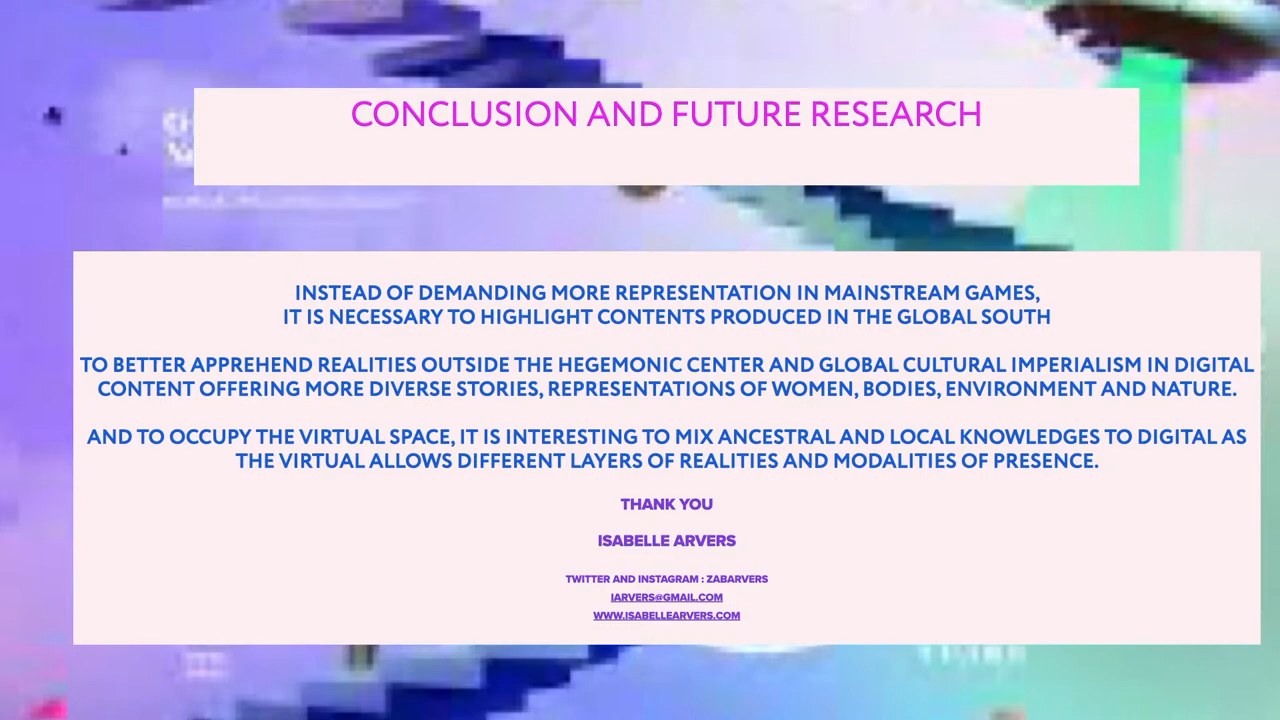 CONCLUSION AND FUTURE RESEARCH
INSTEAD OF DEMANDING MORE REPRESENTATION IN MAINSTREAM GAMES,
IT IS NECESSARY TO HIGHLIGHT CONTENTS PRODUCED IN THE GLOBAL SOUTH
TO BETTER APPREHEND REALITIES OUTSIDE THE HEGEMONIC CENTER AND GLOBAL CULTURAL IMPERIALISM IN DIGITAL
CONTENT OFFERING MORE DIVERSE STORIES, REPRESENTATIONS OF WOMEN, BODIES, ENVIRONMENT AND NATURE.
AND TO OCCUPY THE VIRTUAL SPACE, IT IS INTERESTING TO MIX ANCESTRAL AND LOCAL KNOWLEDGES TO DIGITAL AS
THE VIRTUAL ALLOWS DIFFERENT LAYERS OF REALITIES AND MODALITIES OF PRESENCE.
THANK YOU
ISABELLE ARVERS
TWITTER AND INSTAGRAM : ZABARVERS
IARVERS@GMAIL.COM
WWW.ISABELLEARVERS.COM